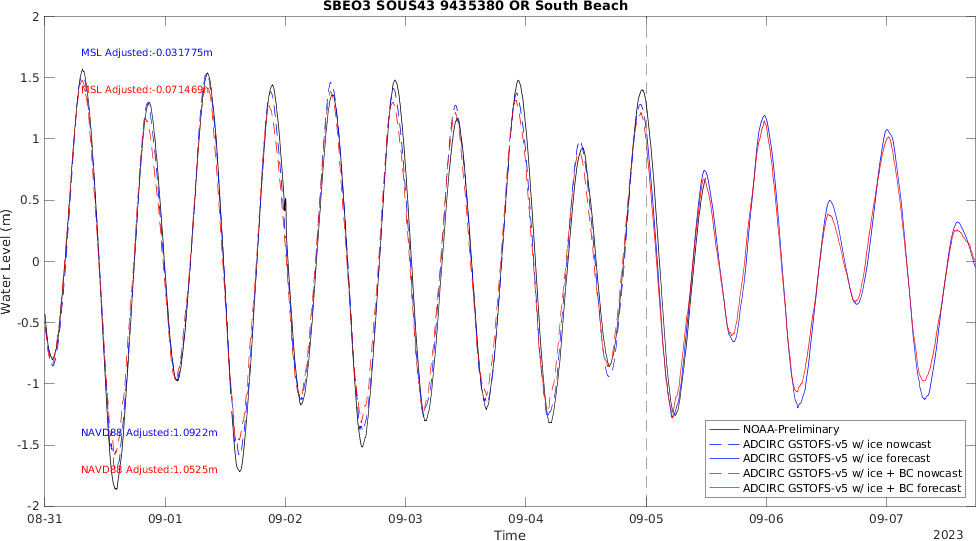 SBEO3 SOUS43 9435380 OR South Beach
2
MSL Adjusted:-0.031775m
1.5
MSL Adjusted:-0.071469m
1
0.5
0
-0.5
-1
-1.5
-2
Water Level (m)
NAVD88 Adjusted:1.0922m
NAVD88 Adjusted:1.0525m
NOAA-Preliminary
ADCIRC GSTOFS-v5 w/ ice nowcast
ADCIRC GSTOFS-v5 w/ ice forecast
ADCIRC GSTOFS-v5 w/ ice + BC nowcast
ADCIRC GSTOFS-v5 w/ ice + BC forecast
08-31 09-01 09-02 09-03 09-04 09-05 09-06 09-07
Time
2023